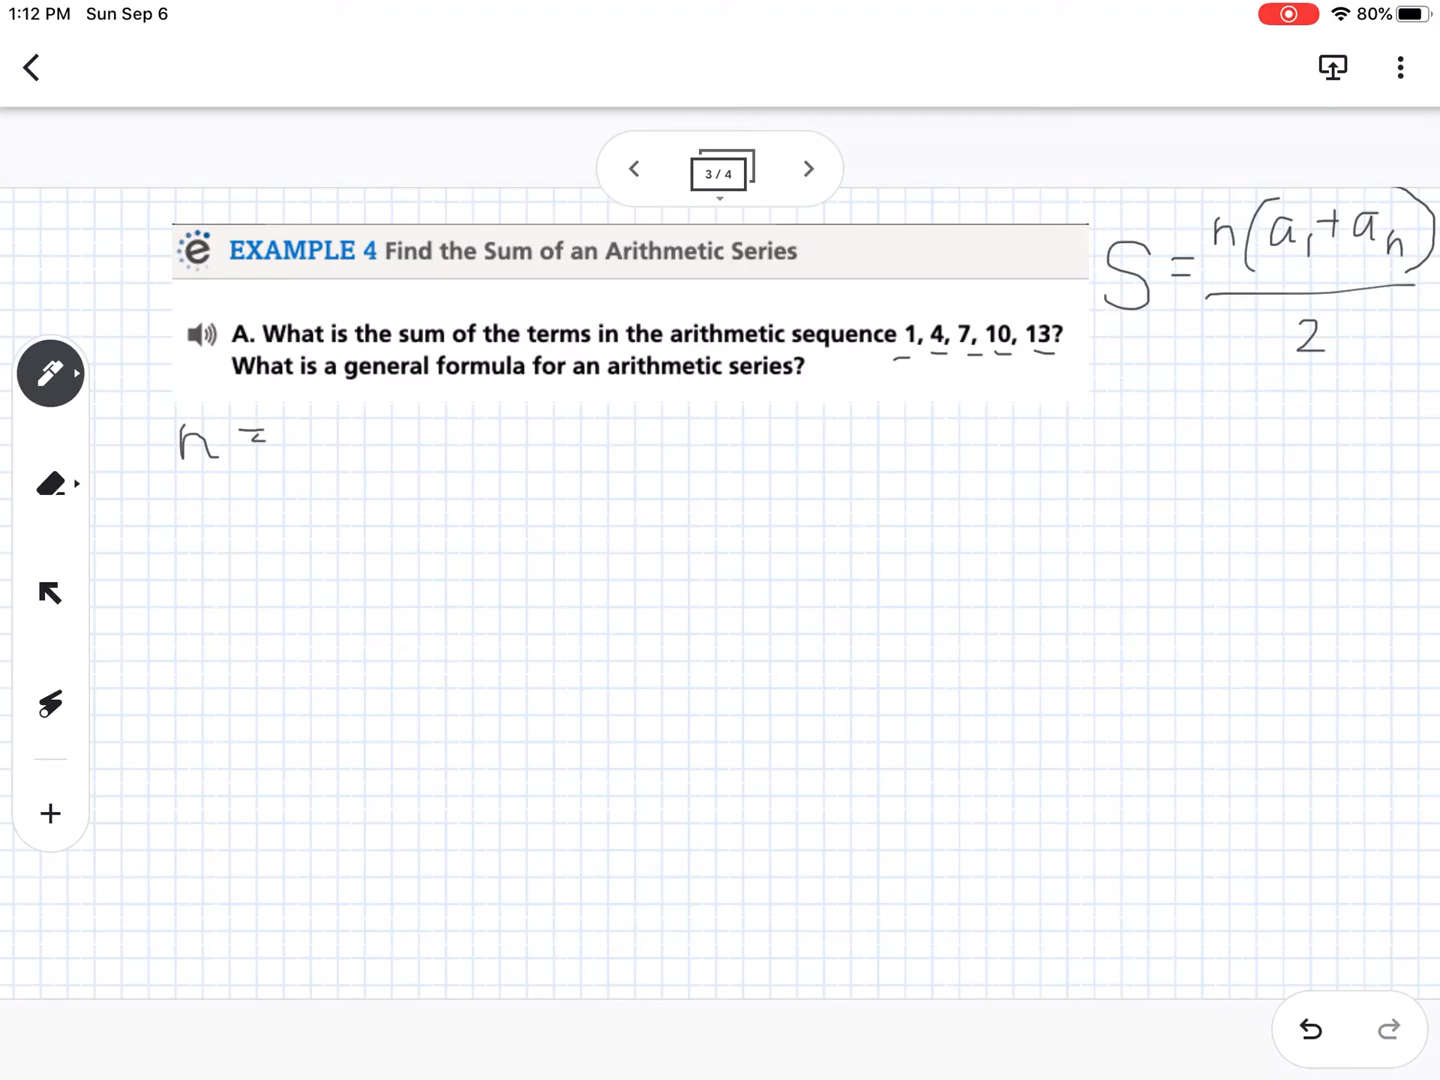 1:12 PM Sun Sep 6
80%
3 / 4
e EXAMPLE 4 Find the Sum of an Arithmetic Series
A. What is the sum of the terms in the arithmetic sequence 1, 4, 7, 10, 13?
What is a general formula for an arithmetic series?
S = n(a₁+aₙ)
2
n =